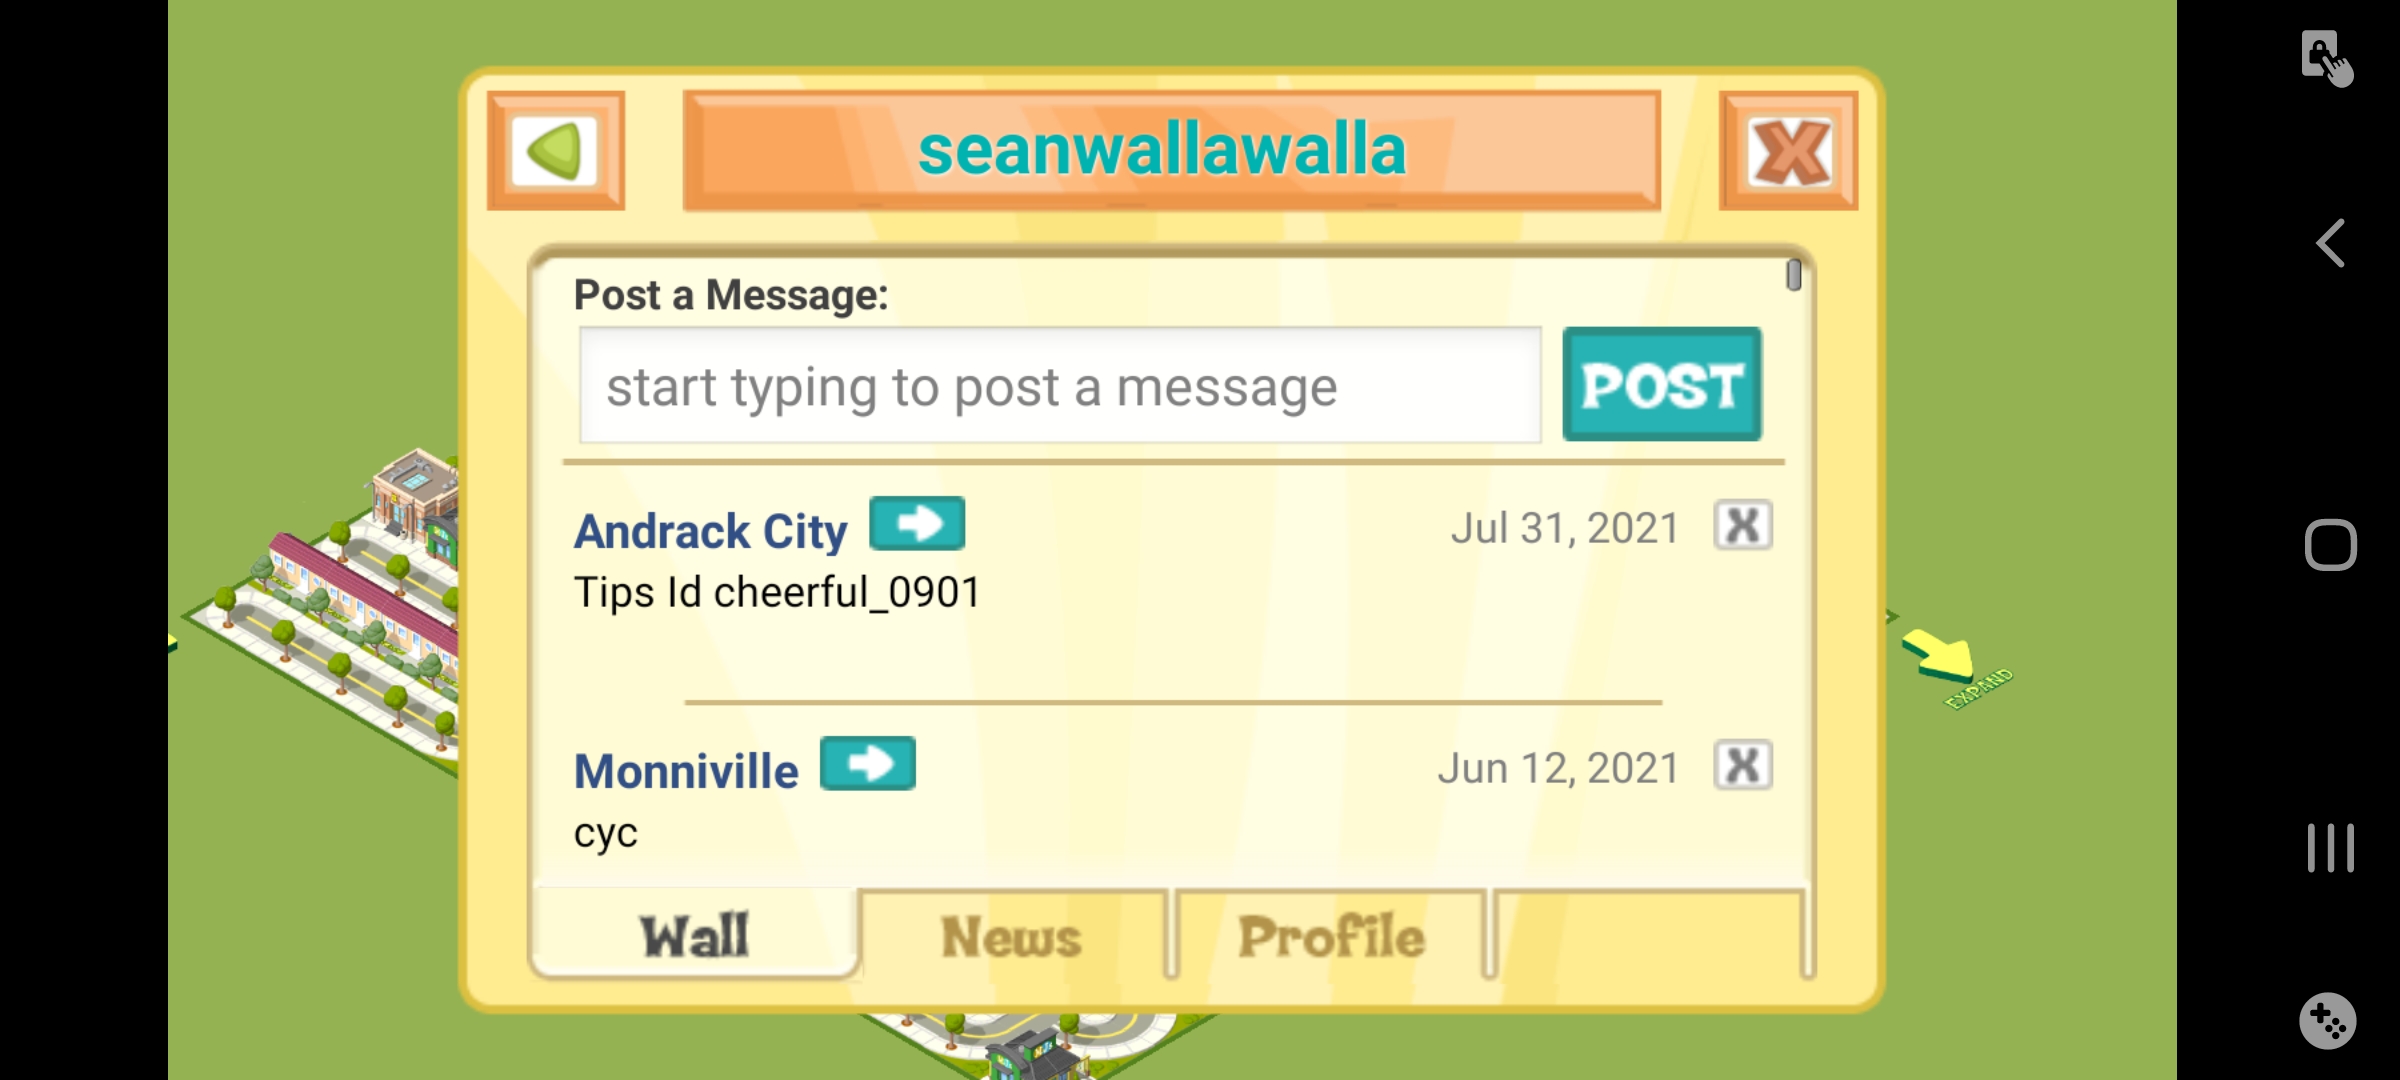 seanwallawalla
Post a Message:
start typing to post a message
POST
Andrack City
Jul 31, 2021
X
Tips Id cheerful_0901
Monniville
Jun 12, 2021
X
cyc
Wall
News
Profile
EXPAND